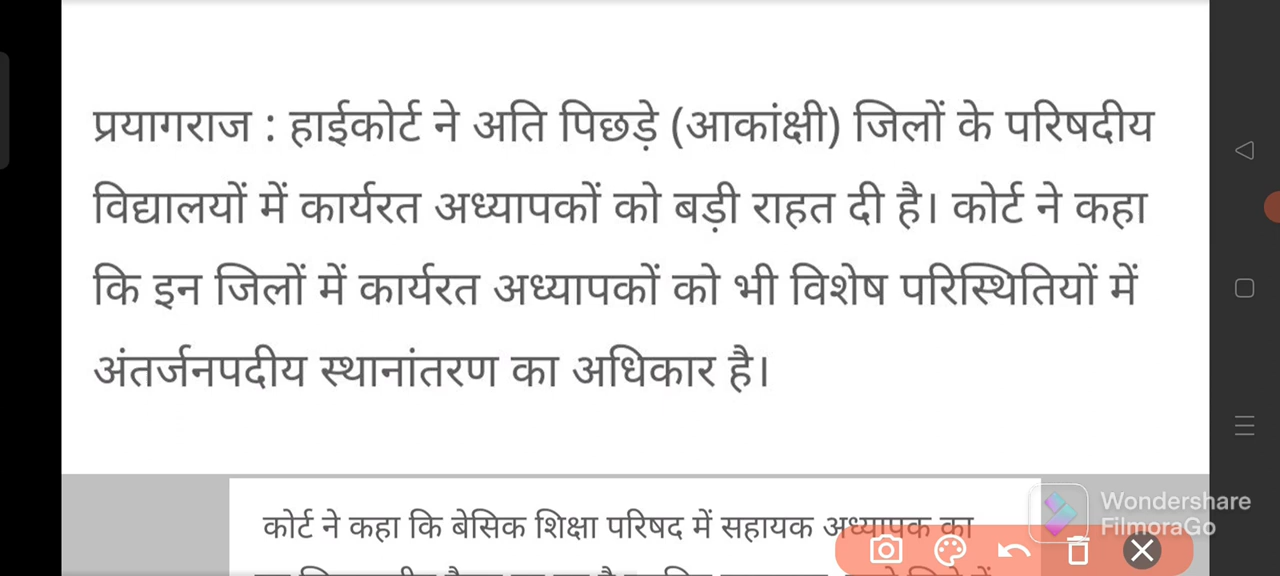 प्रयागराज : हाईकोर्ट ने अति पिछड़े (आकांक्षी) जिलों के परिषदीय
विद्यालयों में कार्यरत अध्यापकों को बड़ी राहत दी है। कोर्ट ने कहा
कि इन जिलों में कार्यरत अध्यापकों को भी विशेष परिस्थितियों में
अंतर्जनपदीय स्थानांतरण का अधिकार है।
कोर्ट ने कहा कि बेसिक शिक्षा परिषद में सहायक अध्यापक का
Wondershare
FilmoraGo